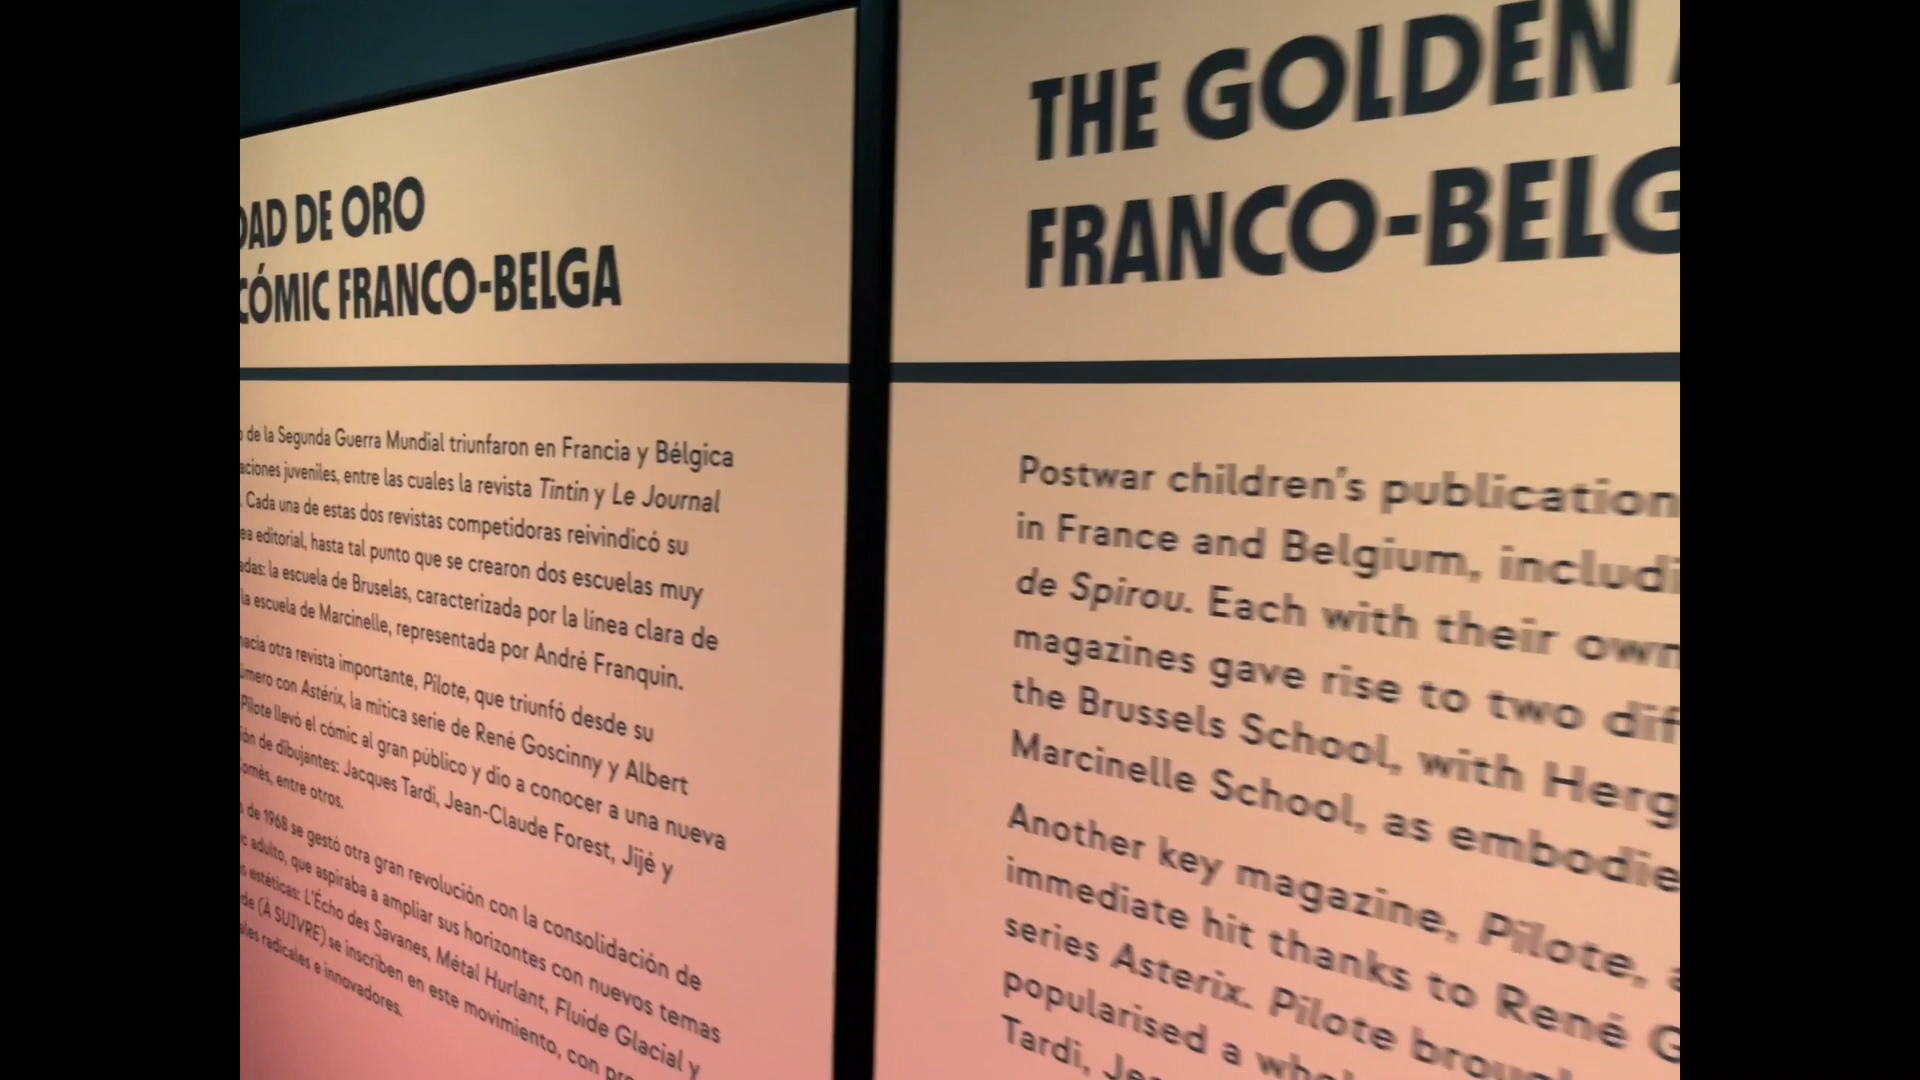 DAD DE ORO
CÓMIC FRANCO-BELGA
de la Segunda Guerra Mundial triunfaron en Francia y Bélgica
aciones juveniles, entre las cuales la revista Tintin y Le Journal
. Cada una de estas dos revistas competidoras reivindicó su
ea editorial, hasta tal punto que se crearon dos escuelas muy
adas: la escuela de Bruselas, caracterizada por la línea clara de
la escuela de Marcinelle, representada por André Franquin.
hacia otra revista importante, Pilote, que triunfó desde su
úmero con Astérix, la mítica serie de René Goscinny y Albert
Pilote llevó el cómic al gran público y dio a conocer a una nueva
ión de dibujantes: Jacques Tardi, Jean-Claude Forest, Jijé y
omès, entre otros.
de 1968 se gestó otra gran revolución con la consolidación de
c adulto, que aspiraba a ampliar sus horizontes con nuevos temas
s estéticas: L'Écho des Savanes, Métal Hurlant, Fluide Glacial y
de (À SUIVRE) se inscriben en este movimiento, con pro
ales radicales e innovadores.
THE GOLDEN A
FRANCO-BELG
Postwar children's publication
in France and Belgium, includi
de Spirou. Each with their own
magazines gave rise to two dif
the Brussels School, with Herg
Marcinelle School, as embodie
Another key magazine, Pilote, a
immediate hit thanks to René G
series Asterix. Pilote brough
popularised a whol
Tardi, Je